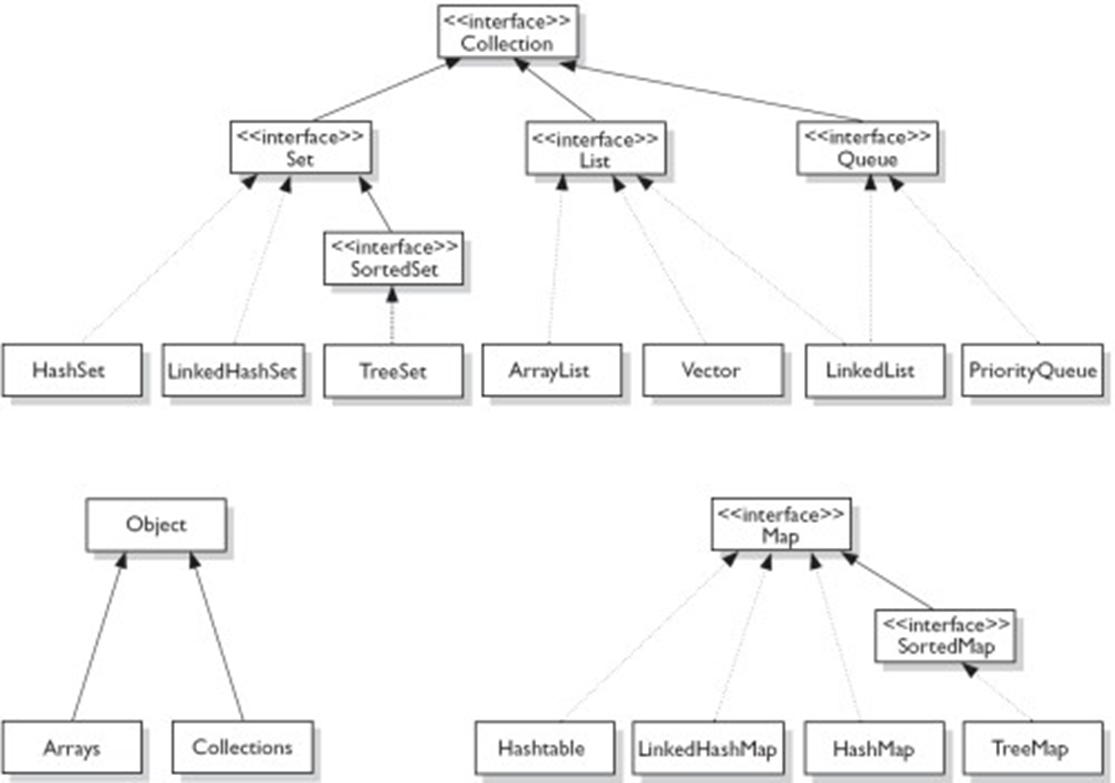 <<interface>>
Collection
<<interface>>
Set
<<interface>>
List
<<interface>>
Queue
<<interface>>
SortedSet
HashSet
LinkedHashSet
TreeSet
ArrayList
Vector
LinkedList
PriorityQueue
Object
<<interface>>
Map
<<interface>>
SortedMap
Arrays
Collections
Hashtable
LinkedHashMap
HashMap
TreeMap